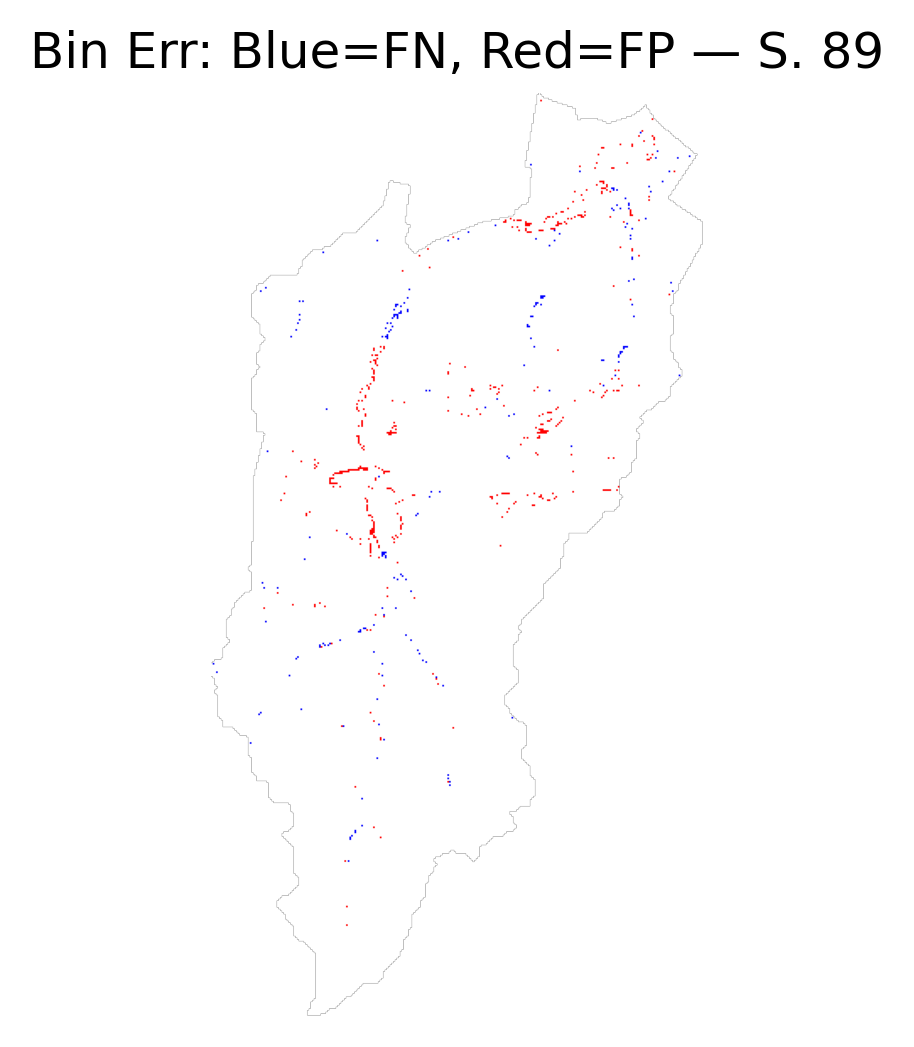 Bin Err: Blue=FN, Red=FP — S. 89